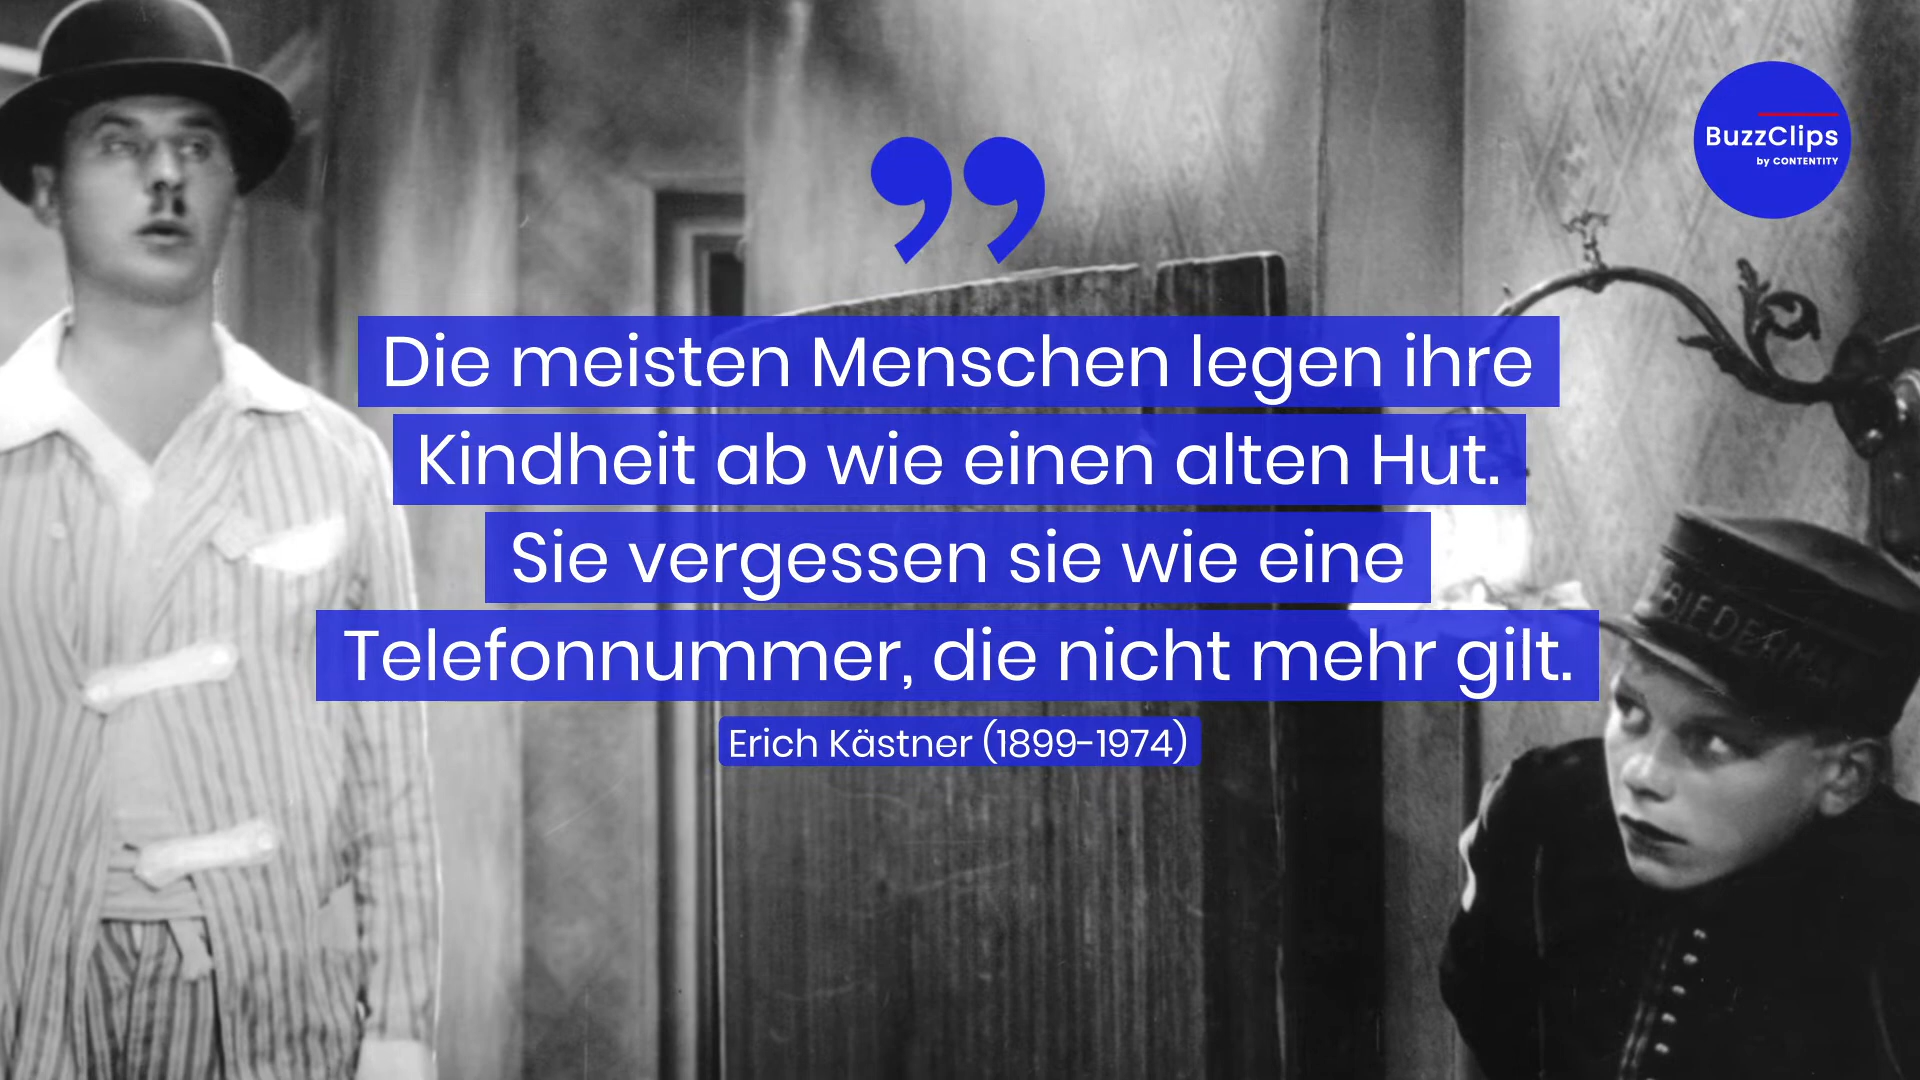 BuzzClips
by CONTENTITY
”
Die meisten Menschen legen ihre
Kindheit ab wie einen alten Hut.
Sie vergessen sie wie eine
Telefonnummer, die nicht mehr gilt.
Erich Kästner (1899–1974)